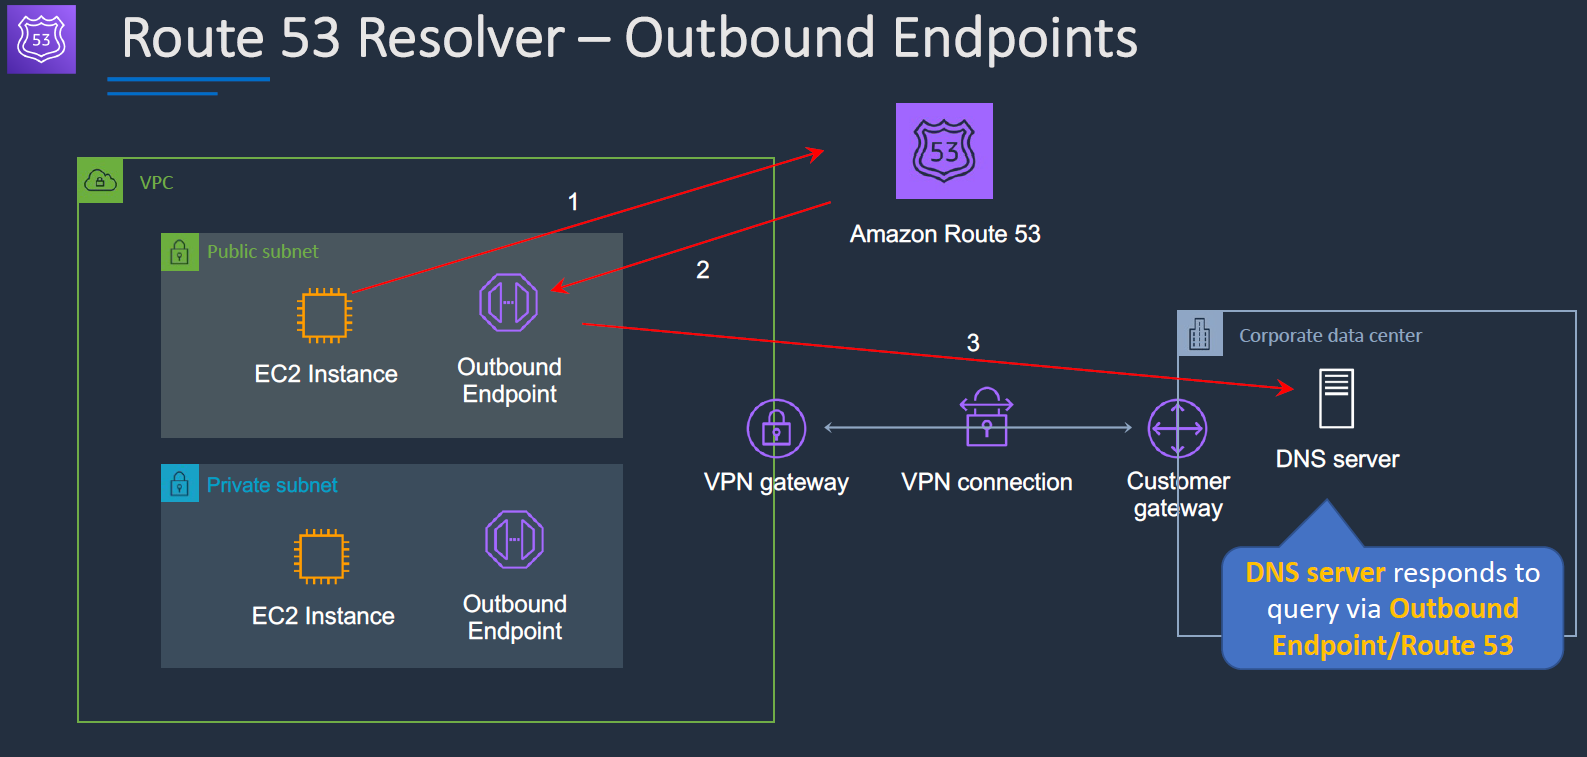 53
Route 53 Resolver – Outbound Endpoints
53
Amazon Route 53
VPC
1
2
Public subnet
EC2 Instance
Outbound
Endpoint
3
Corporate data center
DNS server
VPN gateway
VPN connection
Customer
gateway
Private subnet
EC2 Instance
Outbound
Endpoint
DNS server responds to
query via Outbound
Endpoint/Route 53